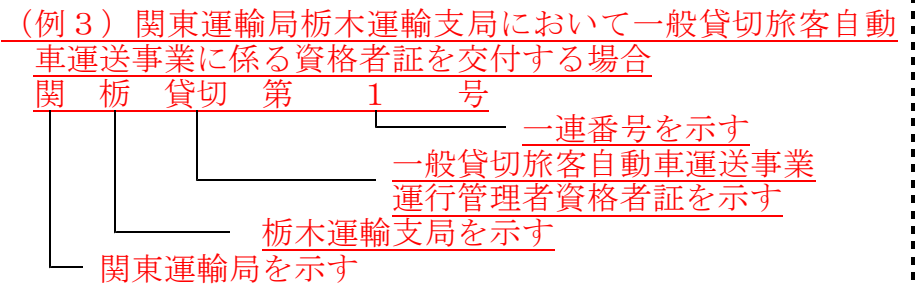 （例３）関東運輸局栃木運輸支局において一般貸切旅客自動
車運送事業に係る資格者証を交付する場合
関　栃　貸切　第　　１　　号
一連番号を示す
一般貸切旅客自動車運送事業
運行管理者資格者証を示す
栃木運輸支局を示す
関東運輸局を示す